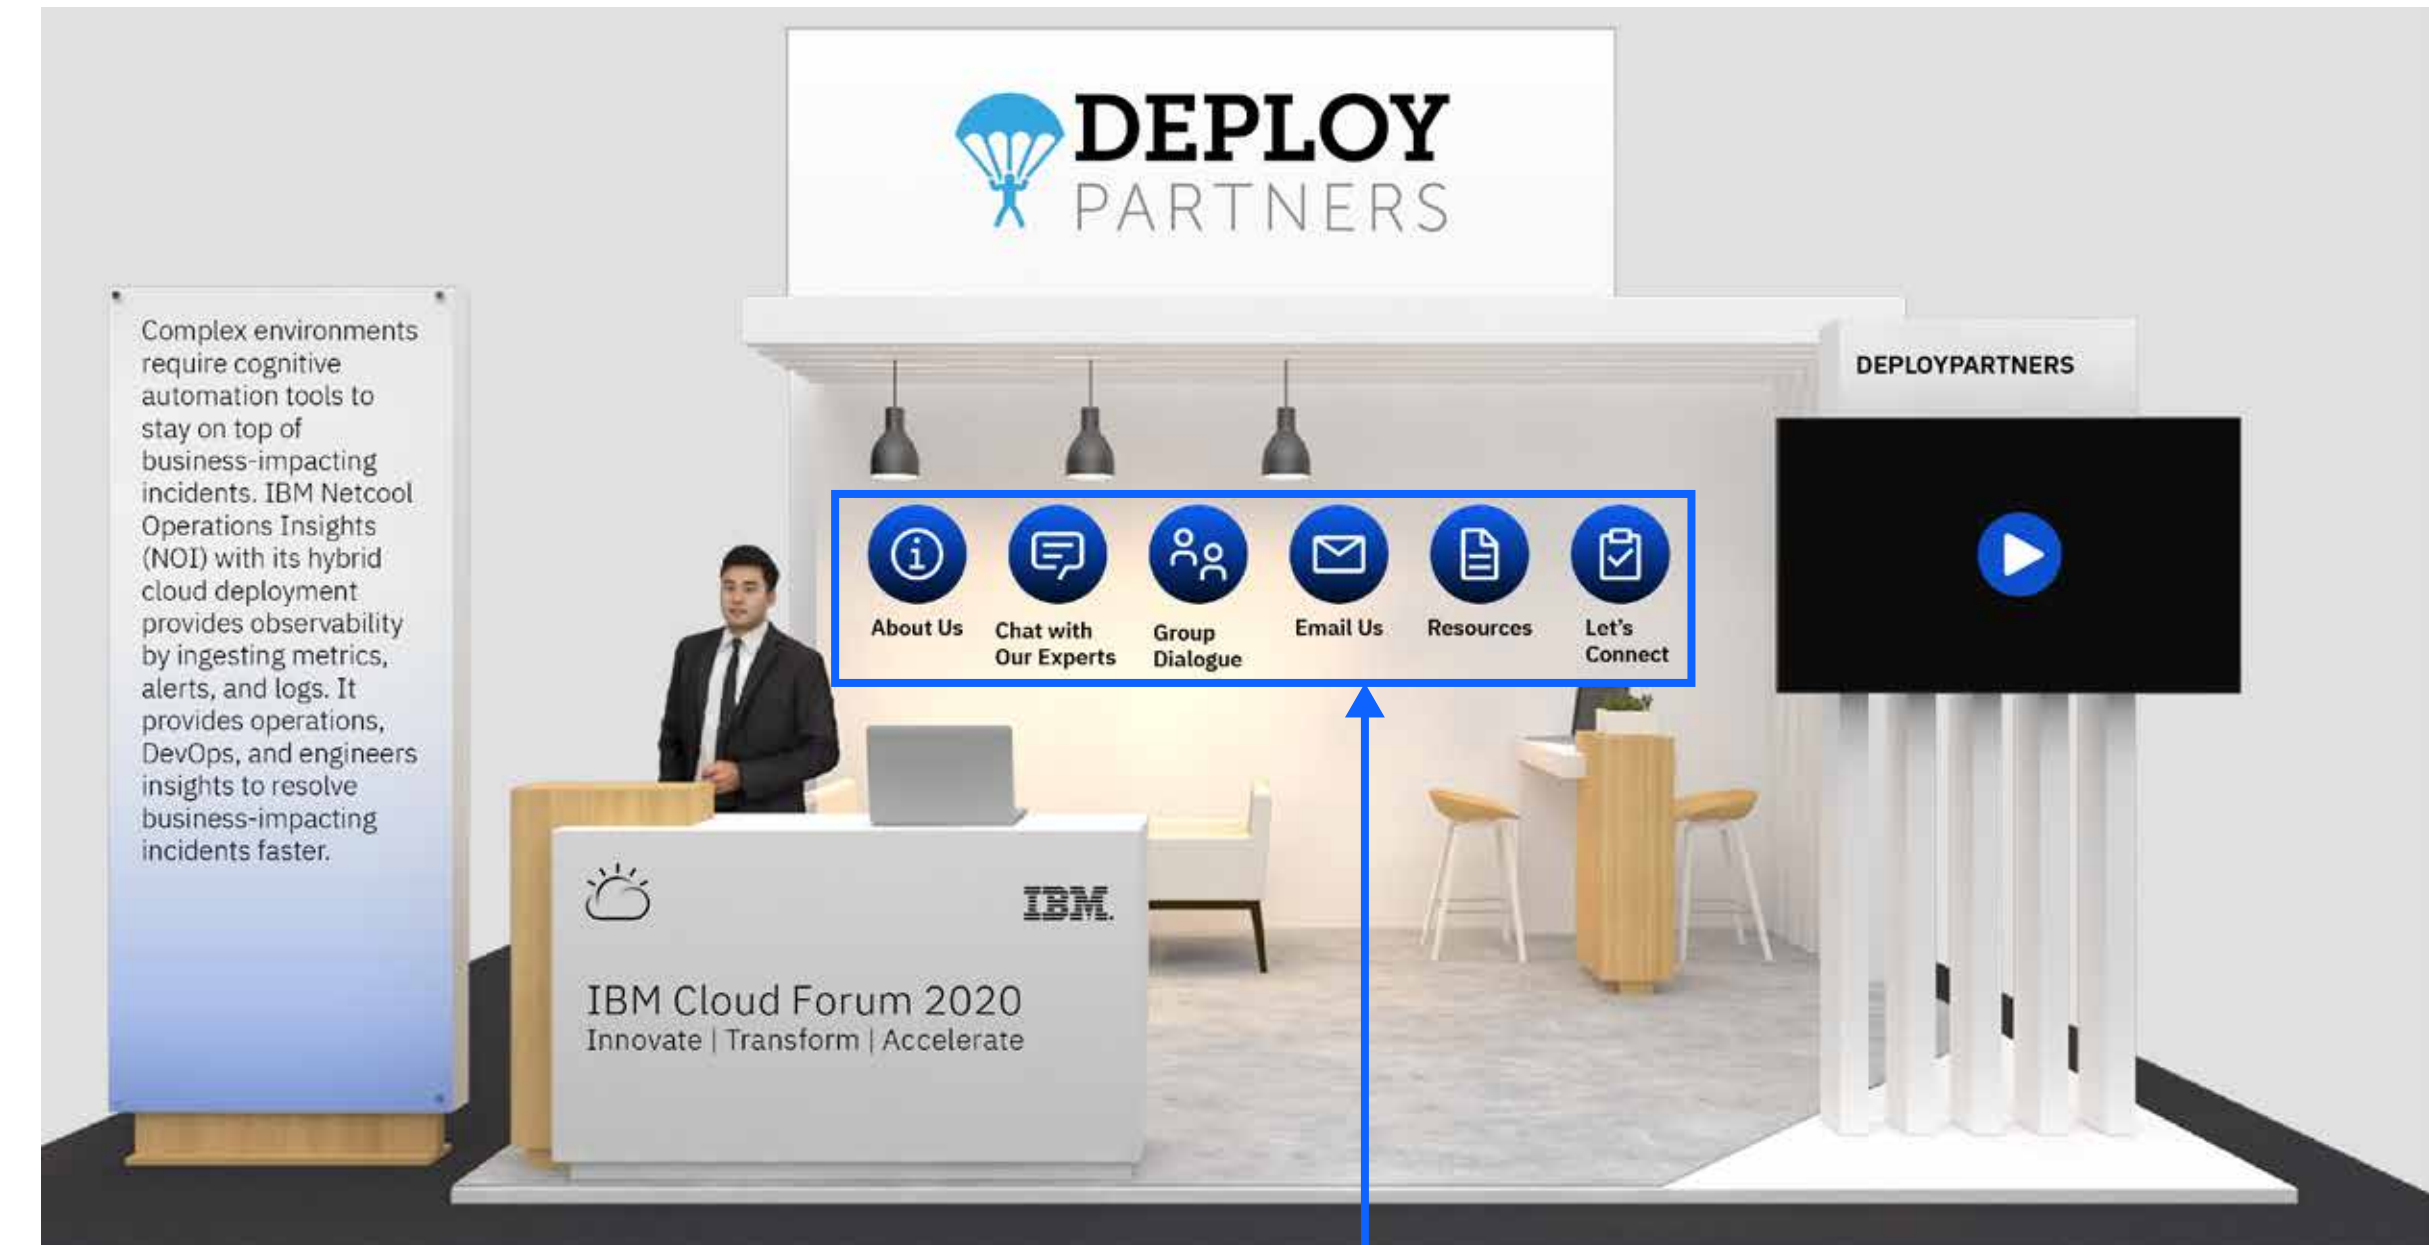 DEPLOY
PARTNERS
Complex environments
require cognitive
automation tools to
stay on top of
business-impacting
incidents. IBM Netcool
Operations Insights
(NOI) with its hybrid
cloud deployment
provides observability
by ingesting metrics,
alerts, and logs. It
provides operations,
DevOps, and engineers
insights to resolve
business-impacting
incidents faster.
DEPLOYPARTNERS
About Us
Chat with
Our Experts
Group
Dialogue
Email Us
Resources
Let's
Connect
IBM.
IBM Cloud Forum 2020
Innovate | Transform | Accelerate